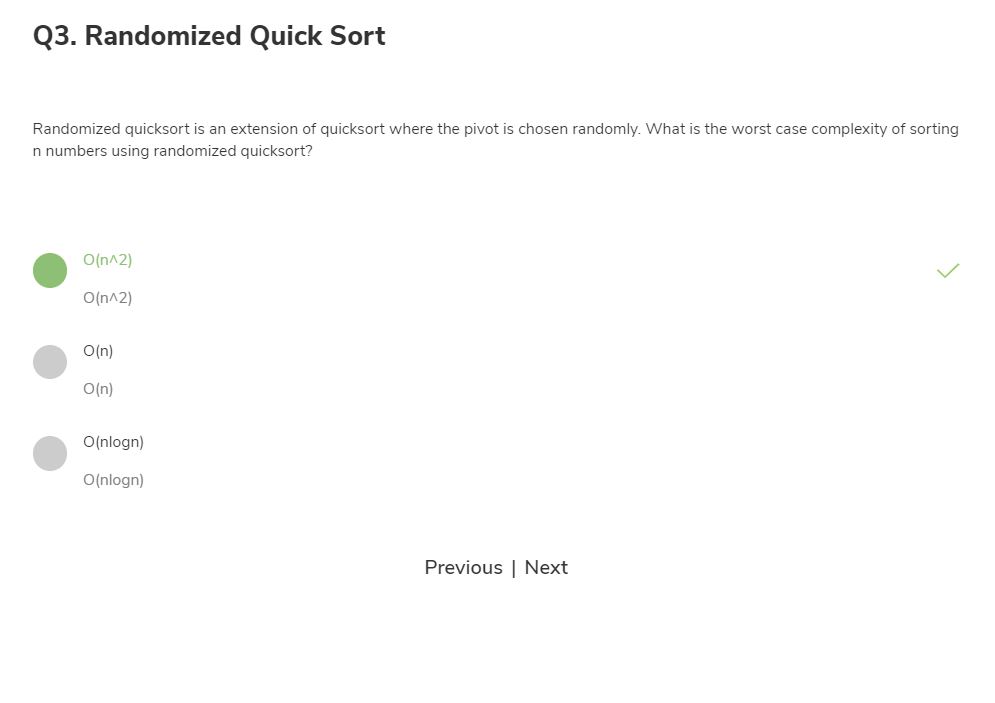 Q3. Randomized Quick Sort
Randomized quicksort is an extension of quicksort where the pivot is chosen randomly. What is the worst case complexity of sorting
n numbers using randomized quicksort?
O(n^2)
O(n^2)
O(n)
O(n)
O(nlogn)
O(nlogn)
Previous | Next